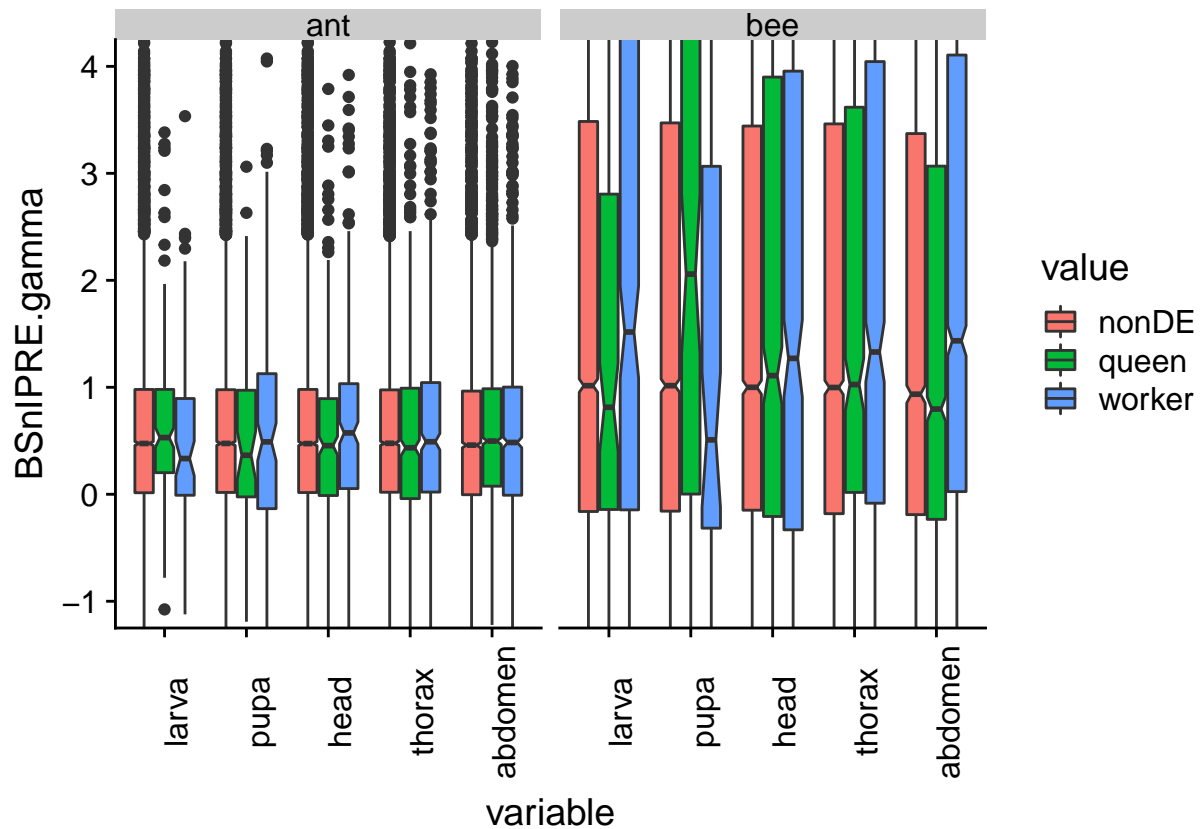 ant
bee
BSnIPRE.gamma
4
3
2
1
0
−1
larva
pupa
head
thorax
abdomen
larva
pupa
head
thorax
abdomen
variable
value
nonDE
queen
worker